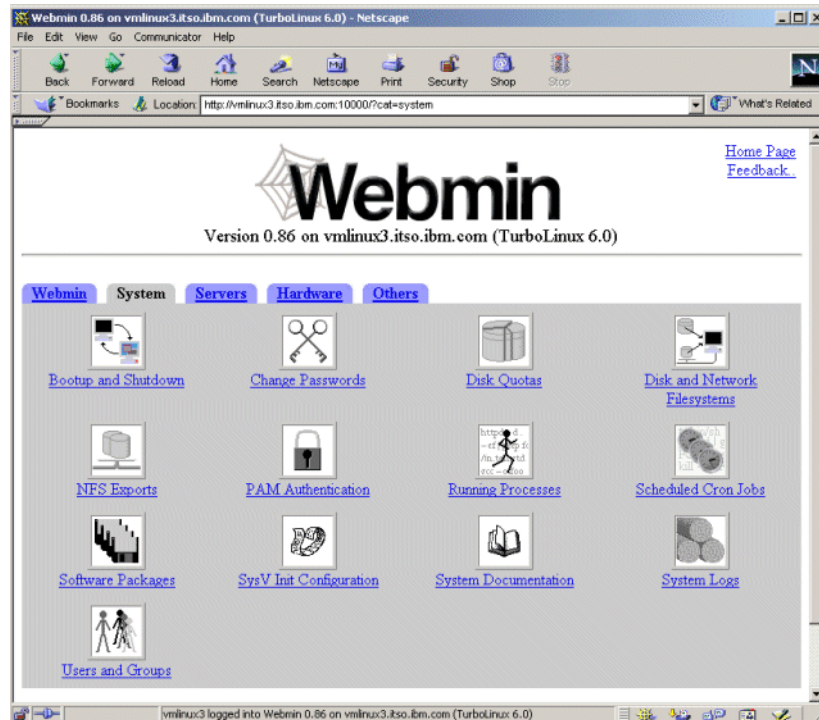 Webmin 0.86 on vmlinux3.itso.ibm.com (TurboLinux 6.0) - Netscape
File Edit View Go Communicator Help
Back Forward Reload Home Search Netscape Print Security Shop Stop
Bookmarks Location: http://vmlinux3.itso.ibm.com:10000/?cat=system What's Related
Home Page
Feedback..
Webmin
Version 0.86 on vmlinux3.itso.ibm.com (TurboLinux 6.0)
Webmin System Servers Hardware Others
Bootup and Shutdown Change Passwords Disk Quotas Disk and Network
Filesystems
NFS Exports PAM Authentication Running Processes Scheduled Cron Jobs
Software Packages SysV Init Configuration System Documentation System Logs
Users and Groups
vmlinux3 logged into Webmin 0.86 on vmlinux3.itso.ibm.com (TurboLinux 6.0)